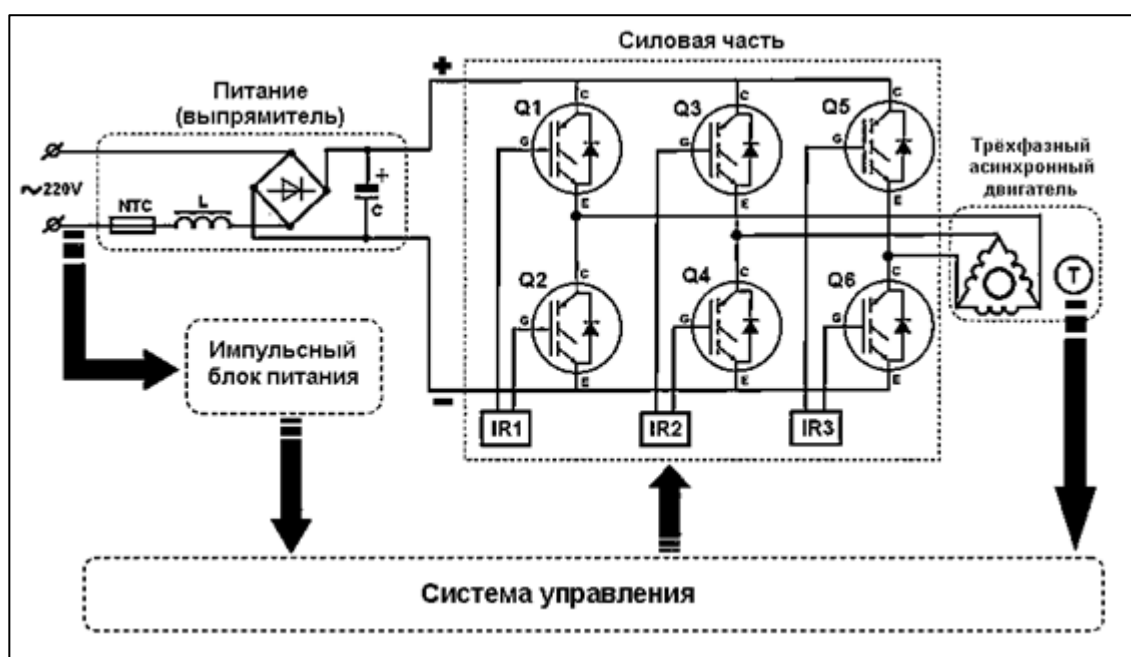 Силовая часть
Питание
(выпрямитель)
+
~220V
NTC
L
+
C
Q1
C
G
E
Q3
C
G
E
Q5
C
G
E
Трёхфазный
асинхронный
двигатель
Q2
C
G
E
Q4
C
G
E
Q6
C
G
E
T
Импульсный
блок питания
−
IR1
IR2
IR3
Система управления